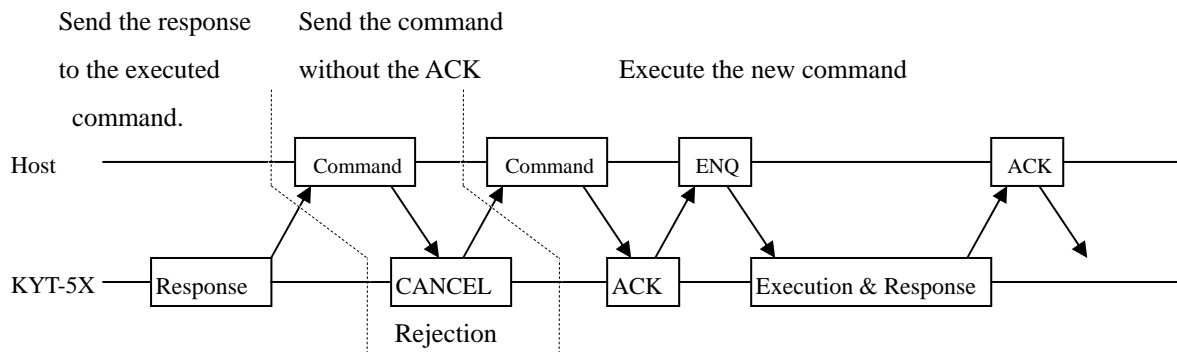 Send the response
to the executed
command.
Send the command
without the ACK
Execute the new command
Host
Command
Command
ENQ
ACK
KYT-5X
Response
CANCEL
ACK
Execution & Response
Rejection